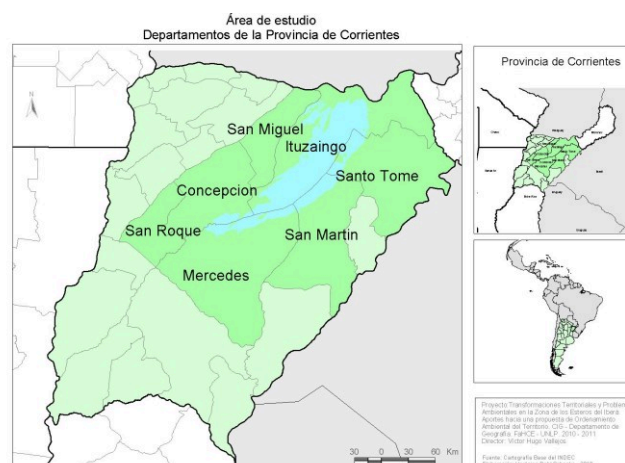 Área de estudio
Departamentos de la Provincia de Corrientes
N
San Miguel
Ituzaingo
Concepcion
Santo Tome
San Roque
San Martin
Mercedes
30 0 30 60 Km
Provincia de Corrientes
Proyecto Transformaciones Territoriales y Problem
Ambientales en la Zona de los Esteros del Iberá
Aportes hacia una propuesta de Ordenamiento
Ambiental del Territorio. CIG - Departamento de
Geografía. FaHCE - UNLP. 2010 - 2011
Director: Víctor Hugo Vallejos
Fuente: Cartografía Base del INDEC